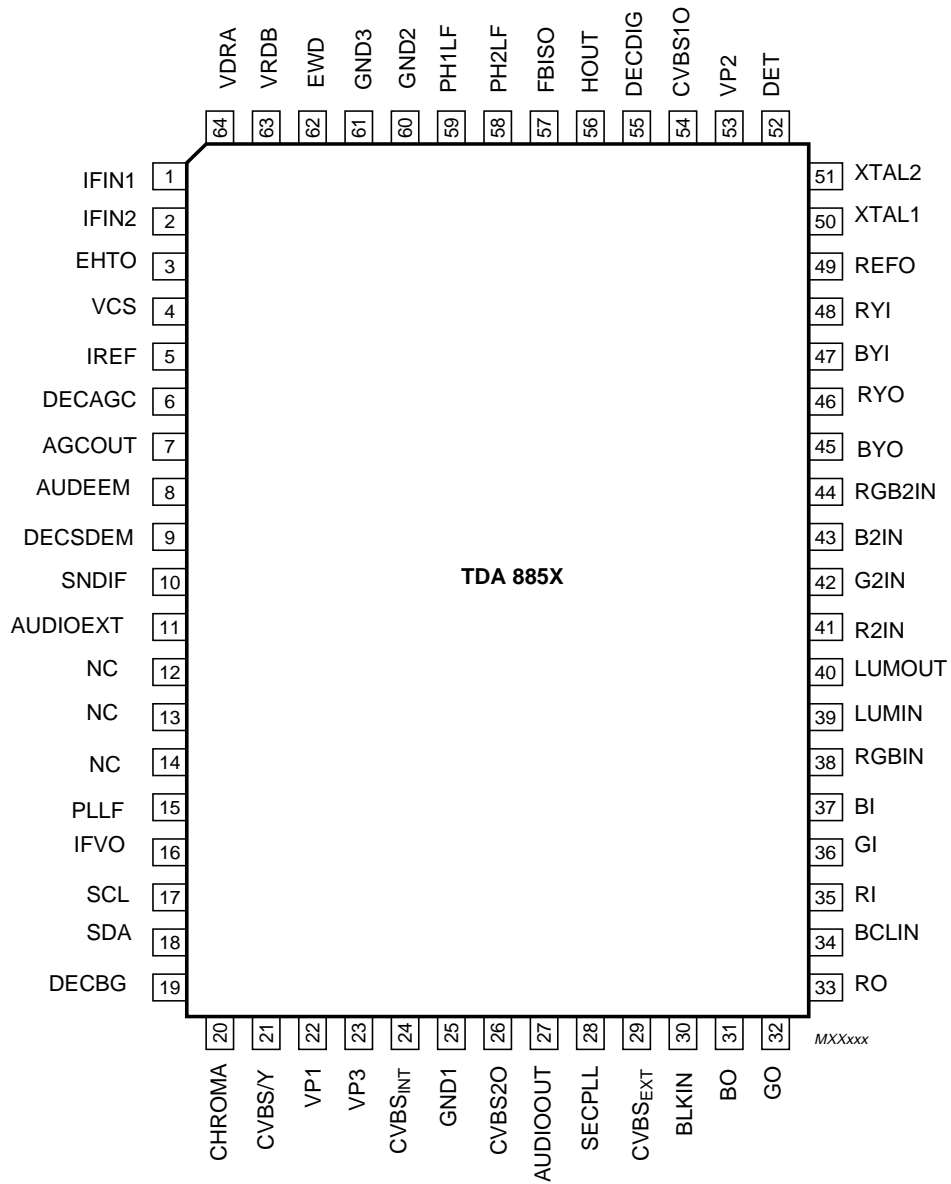 VDRA VRDB EWD GND3 GND2 PH1LF PH2LF FBISO HOUT DECDIG CVBS1O VP2 DET
64 63 62 61 60 59 58 57 56 55 54 53 52
IFIN1 1
IFIN2 2
EHTO 3
VCS 4
IREF 5
DECAGC 6
AGCOUT 7
AUDEEM 8
DECSDEM 9
SNDIF 10
AUDIOEXT 11
NC 12
NC 13
NC 14
PLLF 15
IFVO 16
SCL 17
SDA 18
DECBG 19
TDA 885X
51 XTAL2
50 XTAL1
49 REFO
48 RYI
47 BYI
46 RYO
45 BYO
44 RGB2IN
43 B2IN
42 G2IN
41 R2IN
40 LUMOUT
39 LUMIN
38 RGBIN
37 BI
36 GI
35 RI
34 BCLIN
33 RO
20 21 22 23 24 25 26 27 28 29 30 31 32
MXXxxx
CHROMA CVBS/Y VP1 VP3 CVBSINT GND1 CVBS2O AUDIOOUT SECPLL CVBSEXT BLKIN BO GO